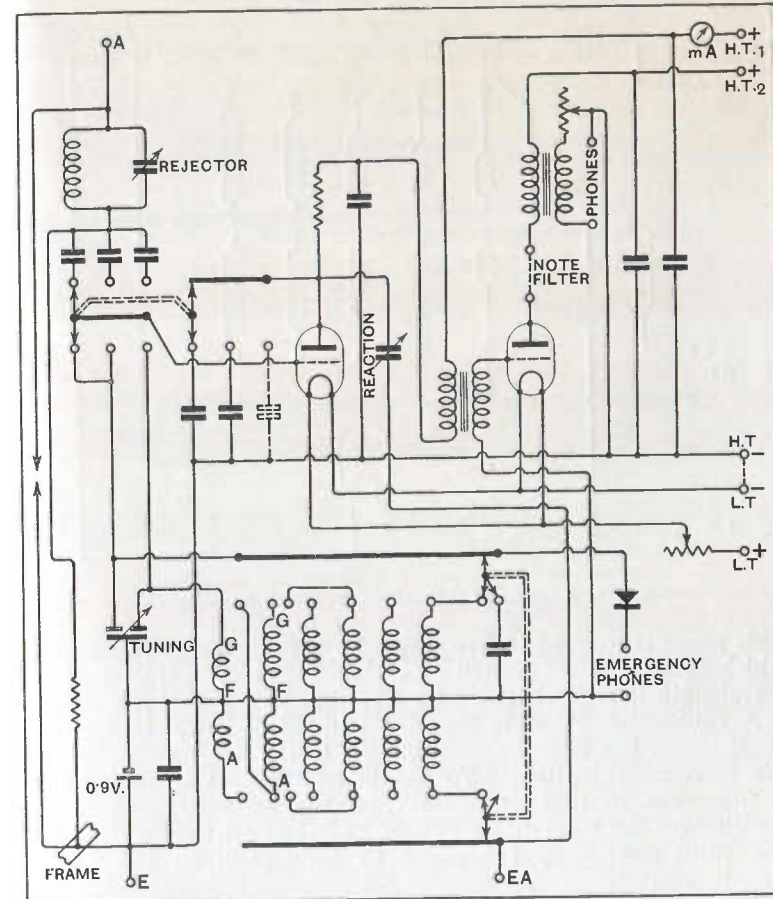 A
mA
+
H.T.1
+
H.T.2
REJECTOR
PHONES
NOTE
FILTER
REACTION
H.T -
L.T -
+
L.T
TUNING
G
F
A
G
F
A
EMERGENCY
PHONES
0·9V.
FRAME
E
EA